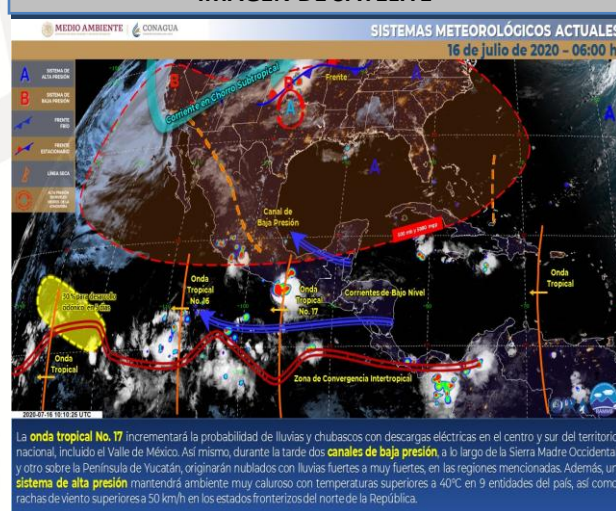 MEDIO AMBIENTE
CONAGUA
SISTEMAS METEOROLÓGICOS ACTUALES
16 de julio de 2020 – 06:00 h
A SISTEMA DE ALTA PRESIÓN
B SISTEMA DE BAJA PRESIÓN
FRENTE FRÍO
FRENTE ESTACIONARIO
LÍNEA SECA
B
Corriente en Chorro Subtropical
B
Frente
A
A
A
A
Canal de
Baja Presión
Onda
Tropical
No. 16
Onda
Tropical
No. 17
Corrientes de Bajo Nivel
Onda
Tropical
Onda
Tropical
Zona de Convergencia Intertropical
2020-07-16 10:10:25 UTC
La onda tropical No. 17 incrementará la probabilidad de lluvias y chubascos con descargas eléctricas en el centro y sur del territorio
nacional, incluido el Valle de México. Así mismo, durante la tarde dos canales de baja presión, a lo largo de la Sierra Madre Occidental
y otro sobre la Península de Yucatán, originarán nublados con lluvias fuertes a muy fuertes, en las regiones mencionadas. Además, un
sistema de alta presión mantendrá ambiente muy caluroso con temperaturas superiores a 40°C en 9 entidades del país, así como
rachas de viento superiores a 50 km/h en los estados fronterizos del norte de la República.